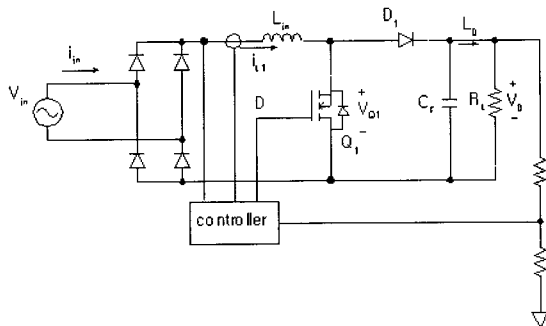 L_in
D_1
L_0
i_in
i_L1
V_in
D
+
V_Q1
−
Q_1
C_F
R_L
+
V_0
−
controller